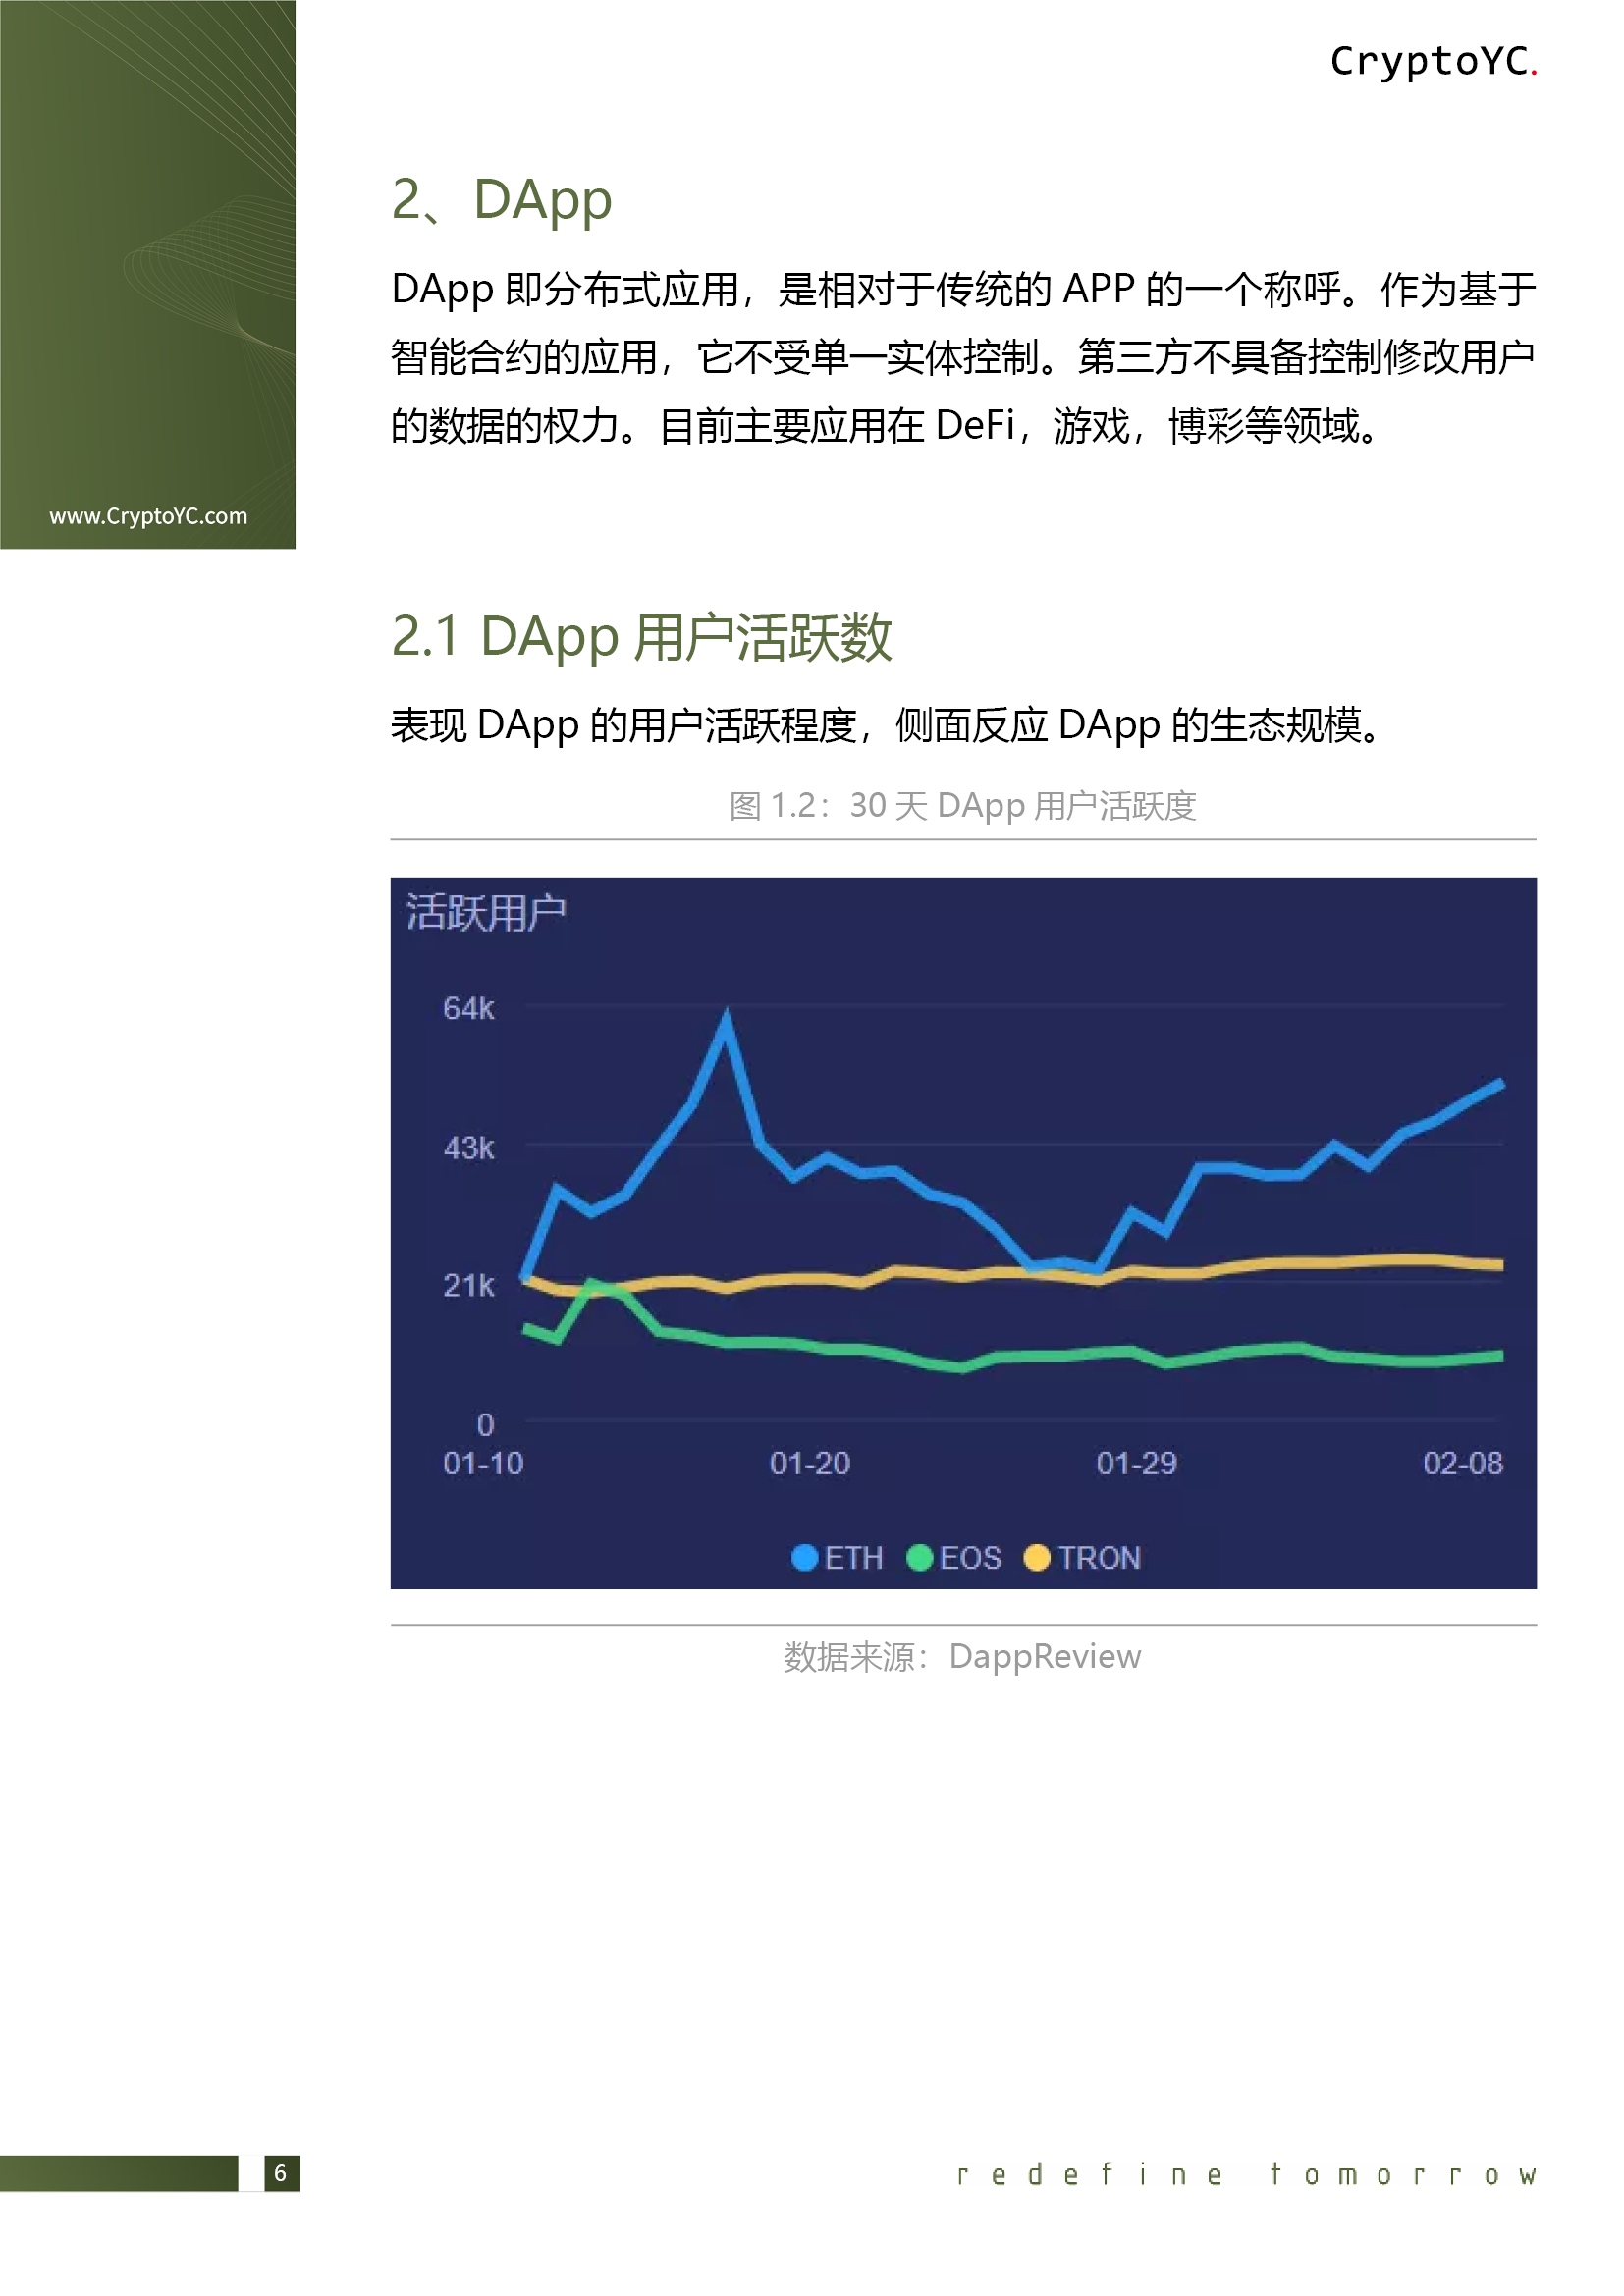 CryptoYC.
www.CryptoYC.com
2、DApp
DApp 即分布式应用，是相对于传统的 APP 的一个称呼。作为基于
智能合约的应用，它不受单一实体控制。第三方不具备控制修改用户
的数据的权力。目前主要应用在 DeFi，游戏，博彩等领域。
2.1 DApp 用户活跃数
表现 DApp 的用户活跃程度，侧面反应 DApp 的生态规模。
图 1.2：30 天 DApp 用户活跃度
活跃用户
64k
43k
21k
0
01-10 01-20 01-29 02-08
ETH EOS TRON
数据来源：DappReview
6
redefine tomorrow